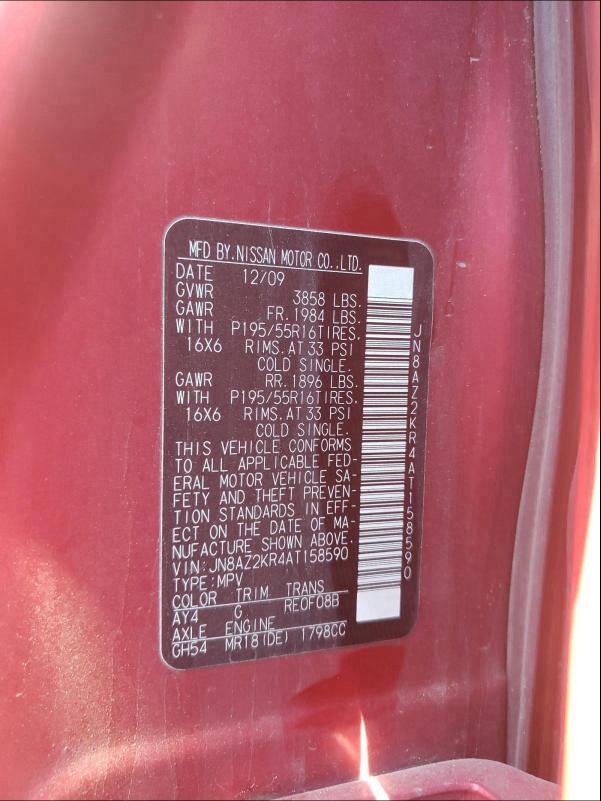 MFD BY.NISSAN MOTOR CO.,LTD.
DATE 12/09
GVWR 3858 LBS.
GAWR FR. 1984 LBS.
WITH P195/55R16TIRES.
16X6 RIMS. AT 33 PSI
COLD SINGLE.
GAWR RR. 1896 LBS.
WITH P195/55R16TIRES.
16X6 RIMS. AT 33 PSI
COLD SINGLE.
THIS VEHICLE CONFORMS
TO ALL APPLICABLE FED-
ERAL MOTOR VEHICLE SA-
FETY AND THEFT PREVEN-
TION STANDARDS IN EFF-
ECT ON THE DATE OF MA-
NUFACTURE SHOWN ABOVE.
VIN:JN8AZ2KR4AT158590
TYPE:MPV
COLOR TRIM TRANS
AY4 G RE0F08B
AXLE ENGINE
GH54 MR18(DE) 1798CC
JN8AZ2KR4AT158590